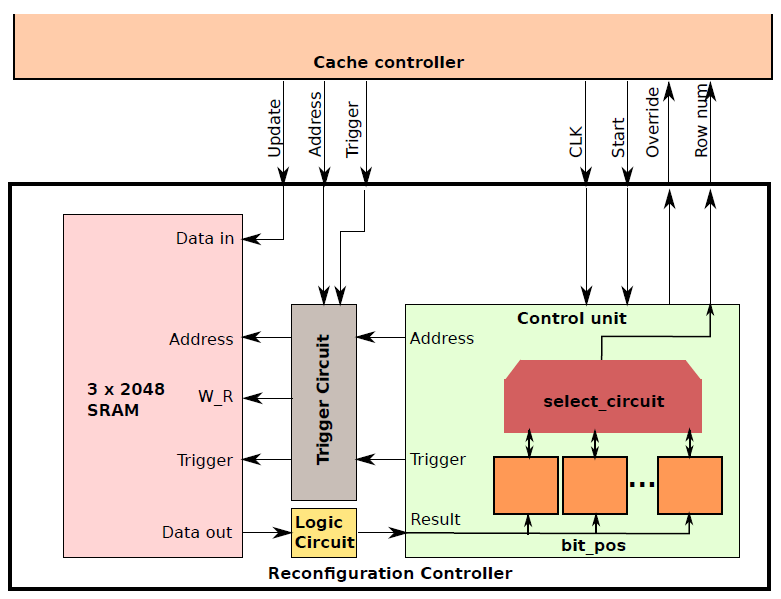 Cache controller
Update
Address
Trigger
CLK
Start
Override
Row num
Data in
Address
3 x 2048
SRAM
W_R
Trigger
Data out
Trigger Circuit
Logic
Circuit
Control unit
Address
select_circuit
Trigger
...
Result
bit_pos
Reconfiguration Controller